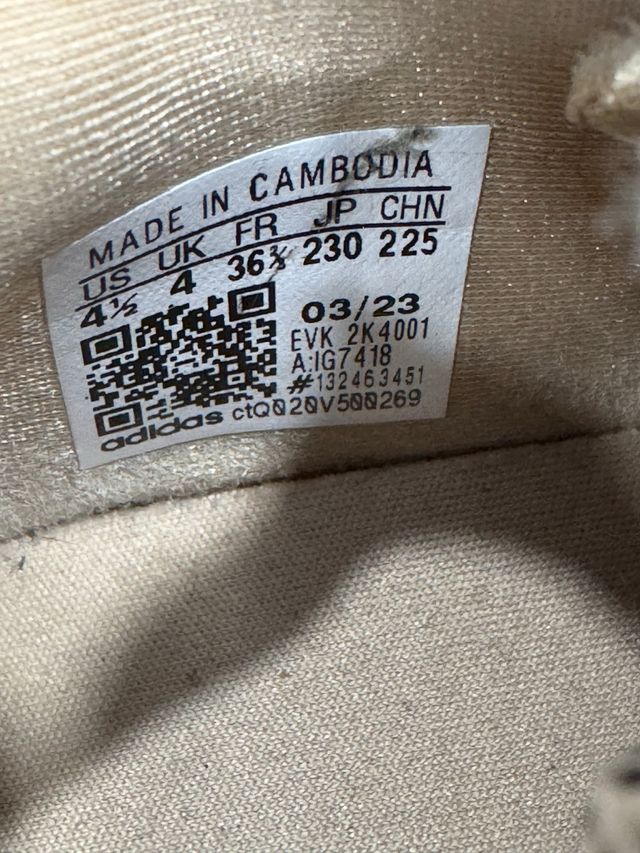 MADE IN CAMBODIA
US UK FR JP CHN
4½ 4 36⅔ 230 225
03/23
EVK 2K4001
A:IG7418
#132463451
adidas ctQ020V500269